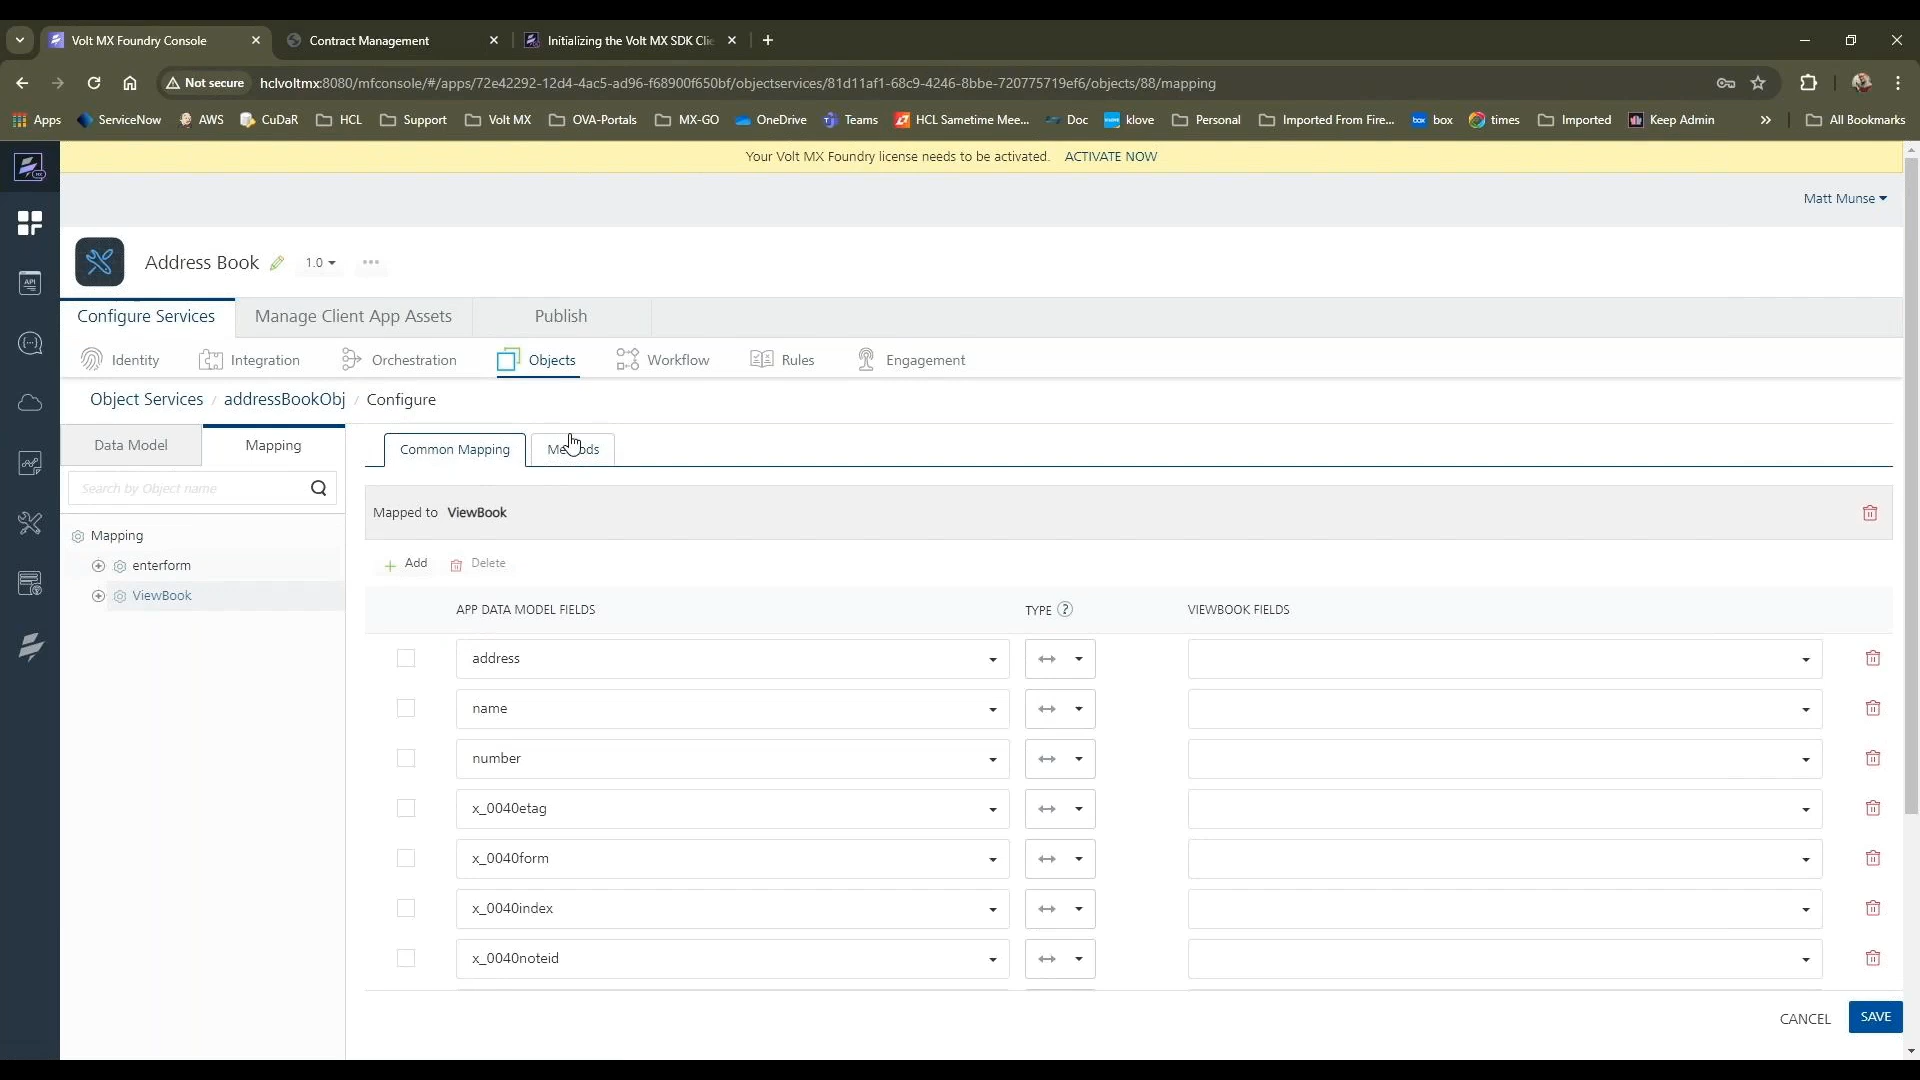 Volt MX Foundry Console
Contract Management
Initializing the Volt MX SDK Clie
Not secure
hclvoltmx:8080/mfconsole/#/apps/72e42292-12d4-4ac5-ad96-f68900f650bf/objectservices/81d11af1-68c9-4246-8bbe-720775719ef6/objects/88/mapping
Apps ServiceNow AWS CuDaR HCL Support Volt MX OVA-Portals MX-GO OneDrive Teams HCL Sametime Mee... Doc klove Personal Imported From Fire... box times Imported Keep Admin » All Bookmarks
Your Volt MX Foundry license needs to be activated. ACTIVATE NOW
Matt Munse
Address Book 1.0
Configure Services Manage Client App Assets Publish
API
Identity Integration Orchestration Objects Workflow Rules Engagement
Object Services / addressBookObj / Configure
Data Model Mapping
Common Mapping
Search by Object name
Mapped to ViewBook
Mapping
enterform
ViewBook
Add Delete
APP DATA MODEL FIELDS TYPE ? VIEWBOOK FIELDS
address
name
number
x_0040etag
x_0040form
x_0040index
x_0040noteid
CANCEL SAVE